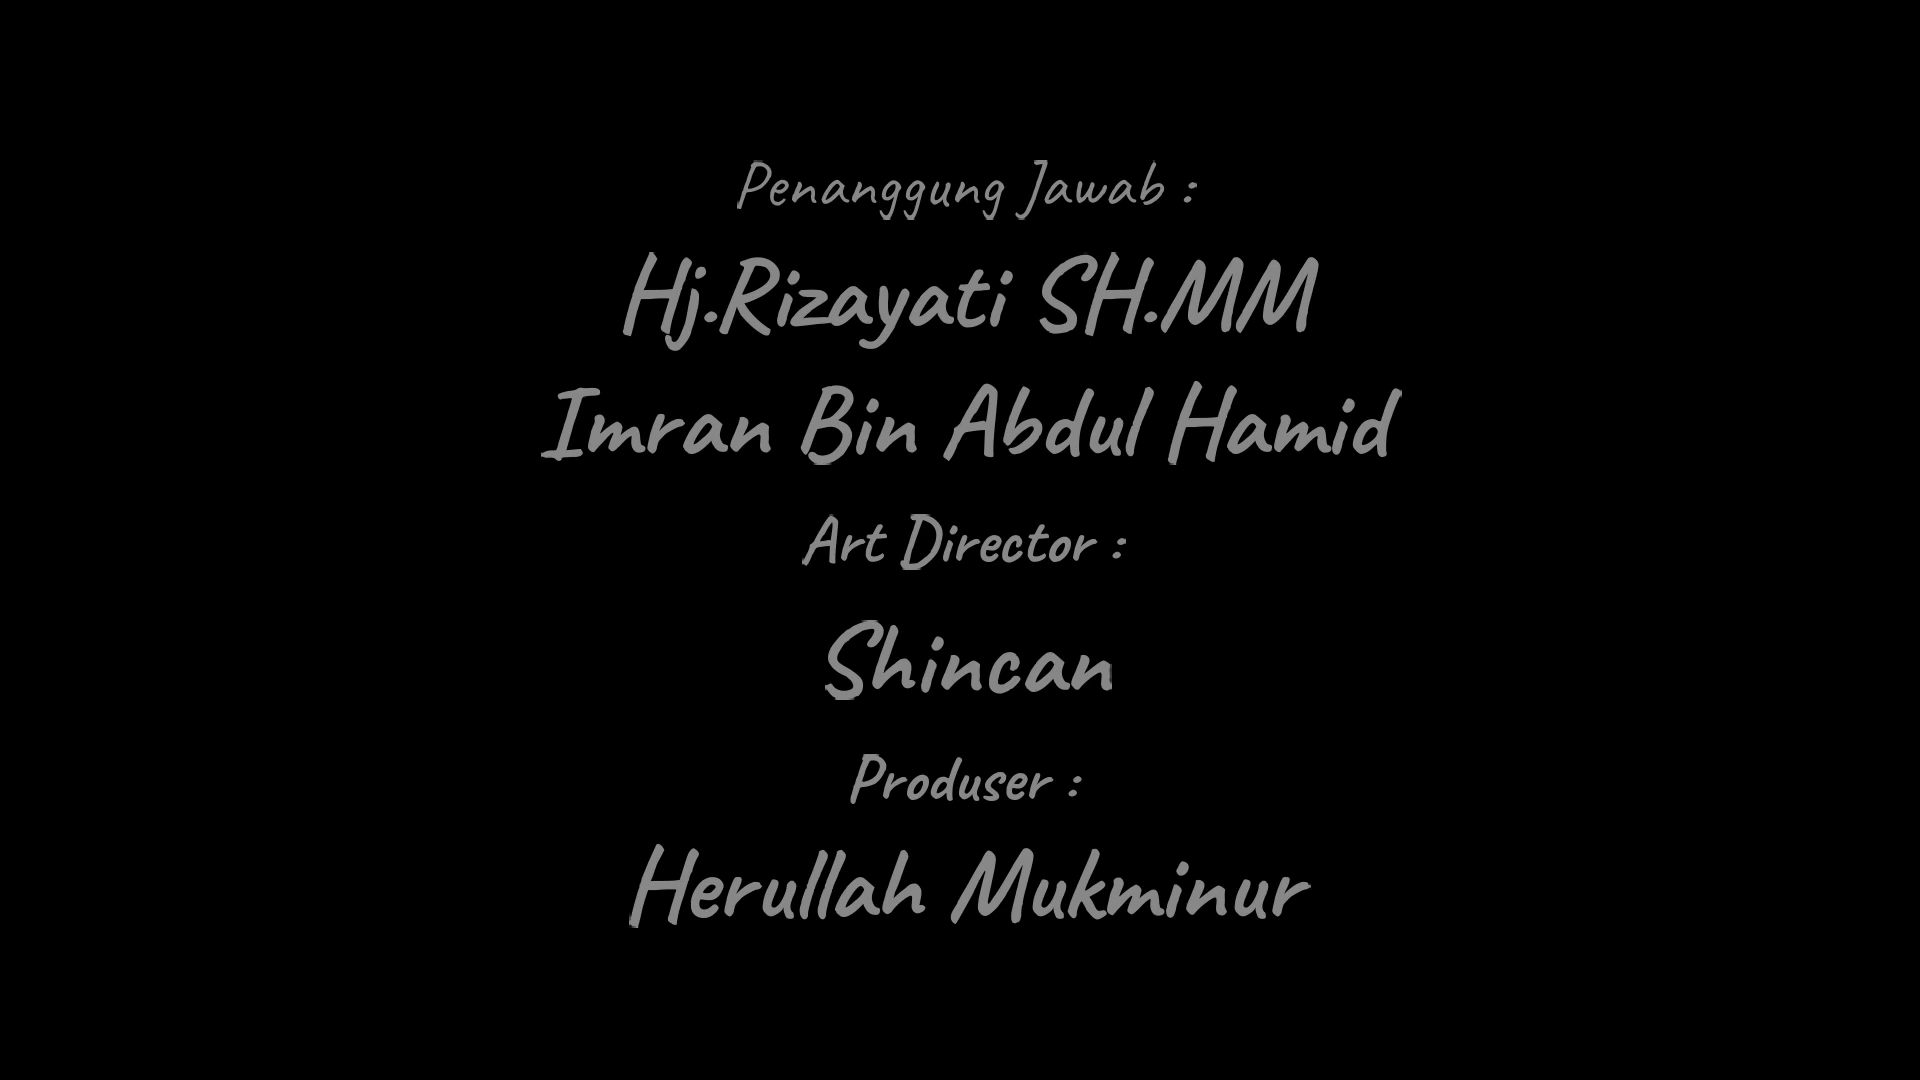 Penanggung Jawab :
Hj.Rizayati SH.MM
Imran Bin Abdul Hamid
Art Director :
Shincan
Produser :
Herullah Mukminur